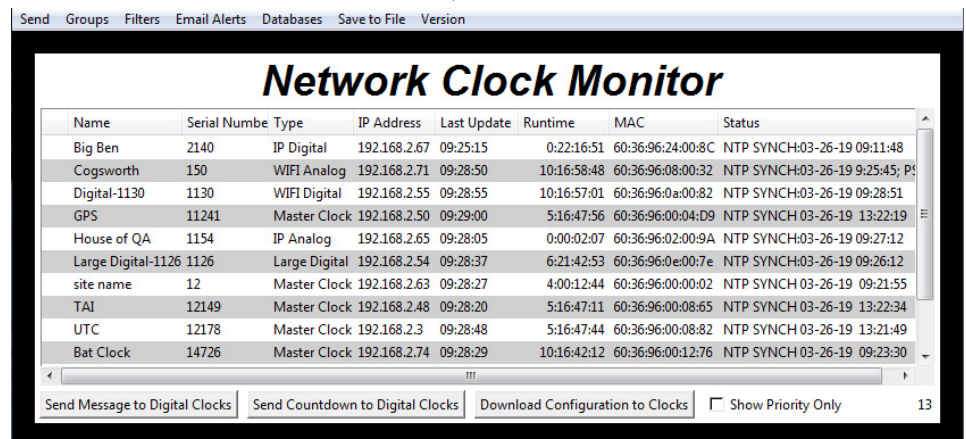 Send Groups Filters Email Alerts Databases Save to File Version
Network Clock Monitor
Name Serial Numbe Type IP Address Last Update Runtime MAC Status
Big Ben 2140 IP Digital 192.168.2.67 09:25:15 0:22:16:51 60:36:96:24:00:8C NTP SYNCH:03-26-19 09:11:48
Cogsworth 150 WIFI Analog 192.168.2.71 09:28:50 10:16:58:48 60:36:96:08:00:32 NTP SYNCH:03-26-19 9:25:45; PS
Digital-1130 1130 WIFI Digital 192.168.2.55 09:28:55 10:16:57:01 60:36:96:0a:00:82 NTP SYNCH:03-26-19 09:28:51
GPS 11241 Master Clock 192.168.2.50 09:29:00 5:16:47:56 60:36:96:00:04:D9 NTP SYNCH:03-26-19 13:22:19
House of QA 1154 IP Analog 192.168.2.65 09:28:05 0:00:02:07 60:36:96:02:00:9A NTP SYNCH:03-26-19 09:27:12
Large Digital-1126 1126 Large Digital 192.168.2.54 09:28:37 6:21:42:53 60:36:96:0e:00:7e NTP SYNCH:03-26-19 09:26:12
site name 12 Master Clock 192.168.2.63 09:28:27 4:00:12:44 60:36:96:00:00:02 NTP SYNCH:03-26-19 09:21:55
TAI 12149 Master Clock 192.168.2.48 09:28:20 5:16:47:11 60:36:96:00:08:65 NTP SYNCH 03-26-19 13:22:34
UTC 12178 Master Clock 192.168.2.3 09:28:48 5:16:47:44 60:36:96:00:08:82 NTP SYNCH 03-26-19 13:21:49
Bat Clock 14726 Master Clock 192.168.2.74 09:28:29 10:16:42:12 60:36:96:00:12:76 NTP SYNCH 03-26-19 09:23:30
Send Message to Digital Clocks Send Countdown to Digital Clocks Download Configuration to Clocks Show Priority Only 13